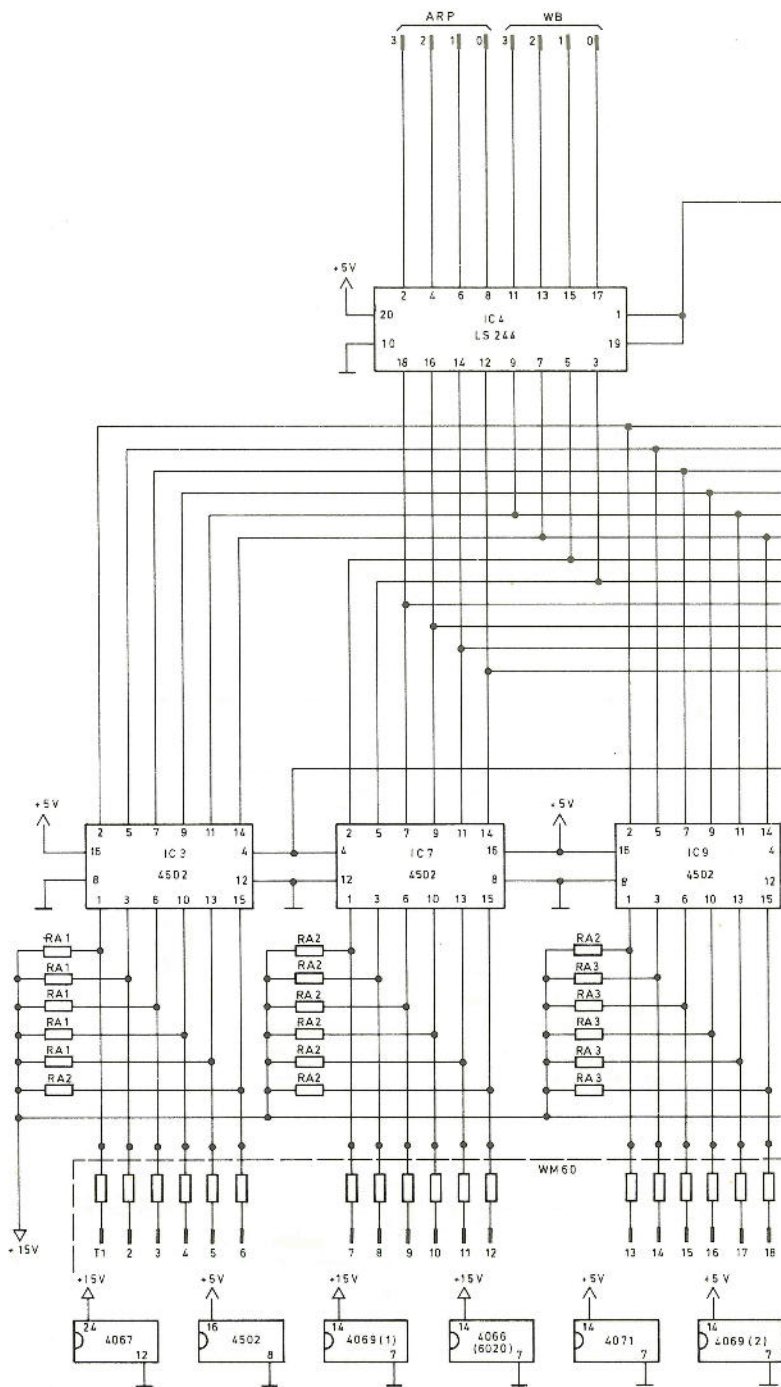 ARP WB
3 2 1 0 3 2 1 0
+5V
2 4 6 8 11 13 15 17
20 IC4 1
10 LS 244 19
18 16 14 12 9 7 5 3
+5V +5V
2 5 7 9 11 14 2 5 7 9 11 14 2 5 7 9 11 14
16 IC3 4 4 IC7 16 16 IC9 4
8 4502 12 12 4502 8 8 4502 12
1 3 6 10 13 15 1 3 6 10 13 15 1 3 6 10 13 15
RA1 RA2 RA2
RA1 RA2 RA3
RA1 RA2 RA3
RA1 RA2 RA3
RA1 RA2 RA3
RA2 RA2 RA3
WM60
+15V T1 2 3 4 5 6 7 8 9 10 11 12 13 14 15 16 17 18
+15V +5V +15V +15V +5V +5V
24 16 14 14 14 14
4067 4502 4069(1) 4066 4071 4069(2)
(6020)
12 8 7 7 7 7